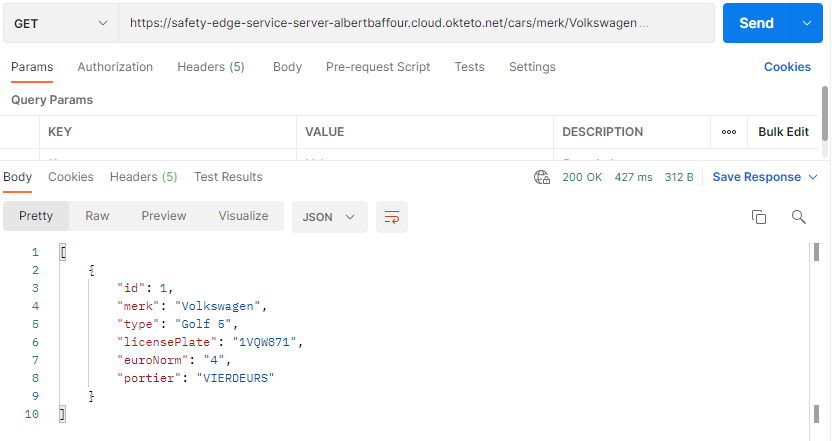 GET https://safety-edge-service-server-albertbaffour.cloud.okteto.net/cars/merk/Volkswagen... Send
Params Authorization Headers (5) Body Pre-request Script Tests Settings Cookies
Query Params
KEY VALUE DESCRIPTION ooo Bulk Edit
Body Cookies Headers (5) Test Results 200 OK 427 ms 312 B Save Response
Pretty Raw Preview Visualize JSON
1 [
2 {
3 "id": 1,
4 "merk": "Volkswagen",
5 "type": "Golf 5",
6 "licensePlate": "1VQW871",
7 "euroNorm": "4",
8 "portier": "VIERDEURS"
9 }
10 ]